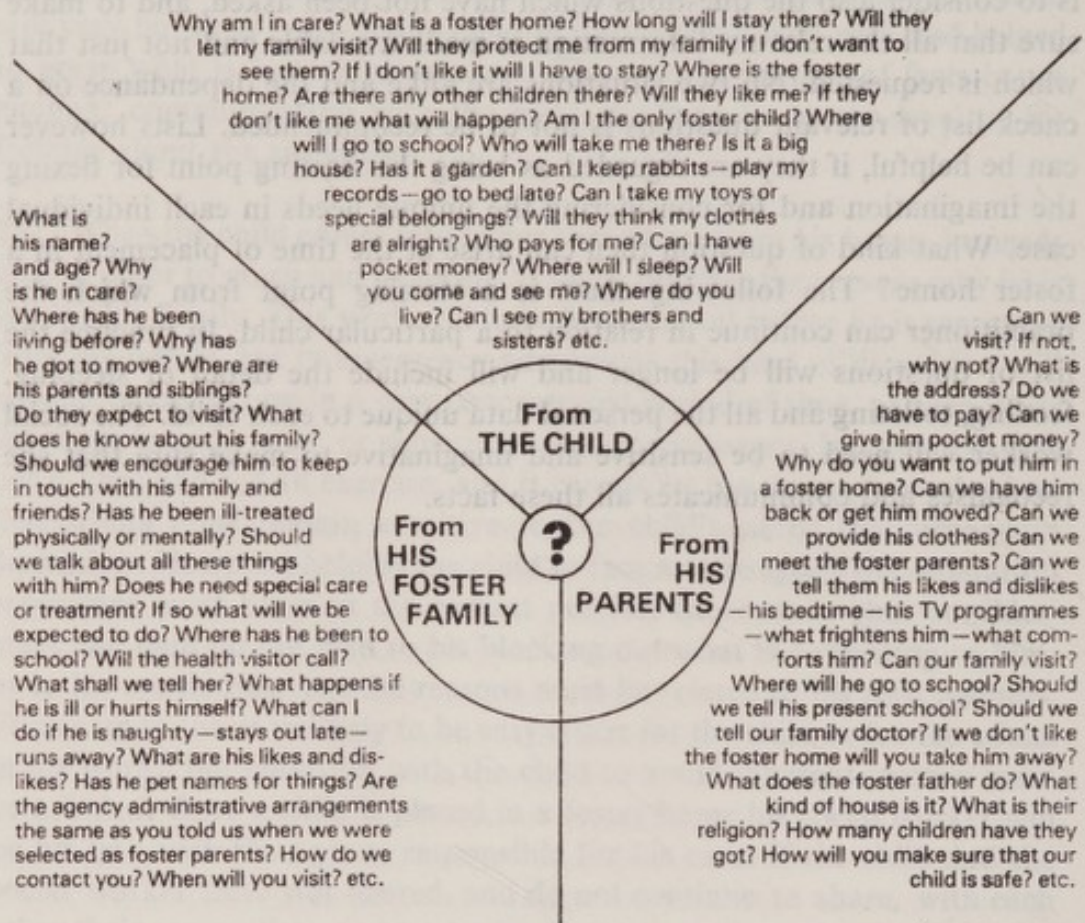 Why am I in care? What is a foster home? How long will I stay there? Will they
let my family visit? Will they protect me from my family if I don't want to
see them? If I don't like it will I have to stay? Where is the foster
home? Are there any other children there? Will they like me? If they
don't like me what will happen? Am I the only foster child? Where
will I go to school? Who will take me there? Is it a big
house? Has it a garden? Can I keep rabbits—play my
records—go to bed late? Can I take my toys or
special belongings? Will they think my clothes
are alright? Who pays for me? Can I have
pocket money? Where will I sleep? Will
you come and see me? Where do you
live? Can I see my brothers and
sisters? etc.
From
THE CHILD
What is
his name?
and age? Why
is he in care?
Where has he been
living before? Why has
he got to move? Where are
his parents and siblings?
Do they expect to visit? What
does he know about his family?
Should we encourage him to keep
in touch with his family and
friends? Has he been ill-treated
physically or mentally? Should
we talk about all these things
with him? Does he need special care
or treatment? If so what will we be
expected to do? Where has he been to
school? Will the health visitor call?
What shall we tell her? What happens if
he is ill or hurts himself? What can I
do if he is naughty—stays out late—
runs away? What are his likes and dis-
likes? Has he pet names for things? Are
the agency administrative arrangements
the same as you told us when we were
selected as foster parents? How do we
contact you? When will you visit? etc.
From
HIS
FOSTER
FAMILY
?
From
HIS
PARENTS
Can we
visit? If not,
why not? What is
the address? Do we
have to pay? Can we
give him pocket money?
Why do you want to put him in
a foster home? Can we have him
back or get him moved? Can we
provide his clothes? Can we
meet the foster parents? Can we
tell them his likes and dislikes
—his bedtime—his TV programmes
—what frightens him—what com-
forts him? Can our family visit?
Where will he go to school? Should
we tell his present school? Should we
tell our family doctor? If we don't like
the foster home will you take him away?
What does the foster father do? What
kind of house is it? What is their
religion? How many children have they
got? How will you make sure that our
child is safe? etc.